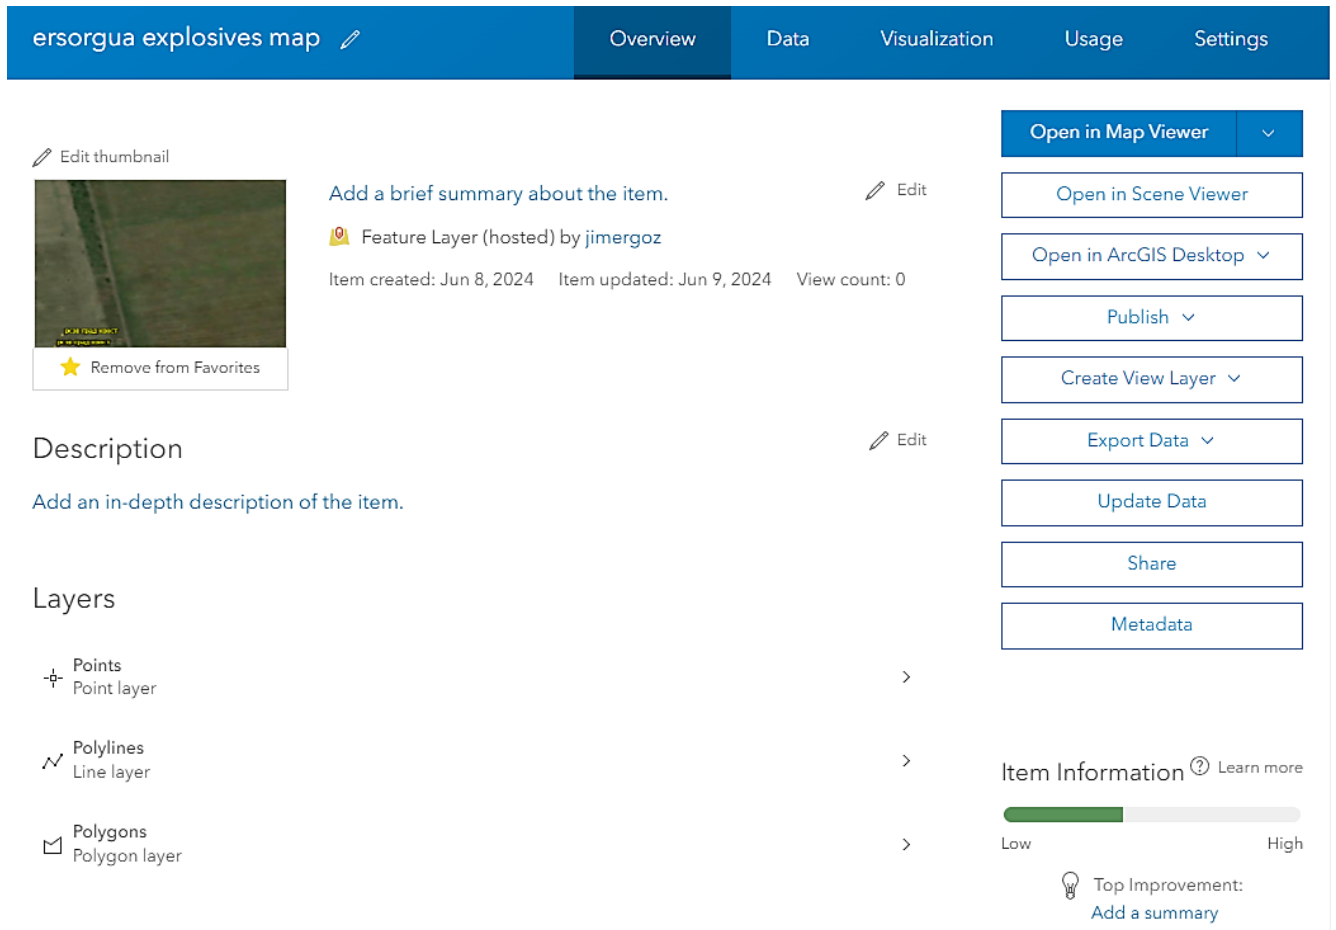 ersorgua explosives map
Overview
Data
Visualization
Usage
Settings
Edit thumbnail
Add a brief summary about the item.
Edit
Feature Layer (hosted) by jimergoz
Item created: Jun 8, 2024
Item updated: Jun 9, 2024
View count: 0
Remove from Favorites
Description
Edit
Add an in-depth description of the item.
Layers
Points
Point layer
Polylines
Line layer
Polygons
Polygon layer
Open in Map Viewer
Open in Scene Viewer
Open in ArcGIS Desktop
Publish
Create View Layer
Export Data
Update Data
Share
Metadata
Item Information
Learn more
Low
High
Top Improvement:
Add a summary